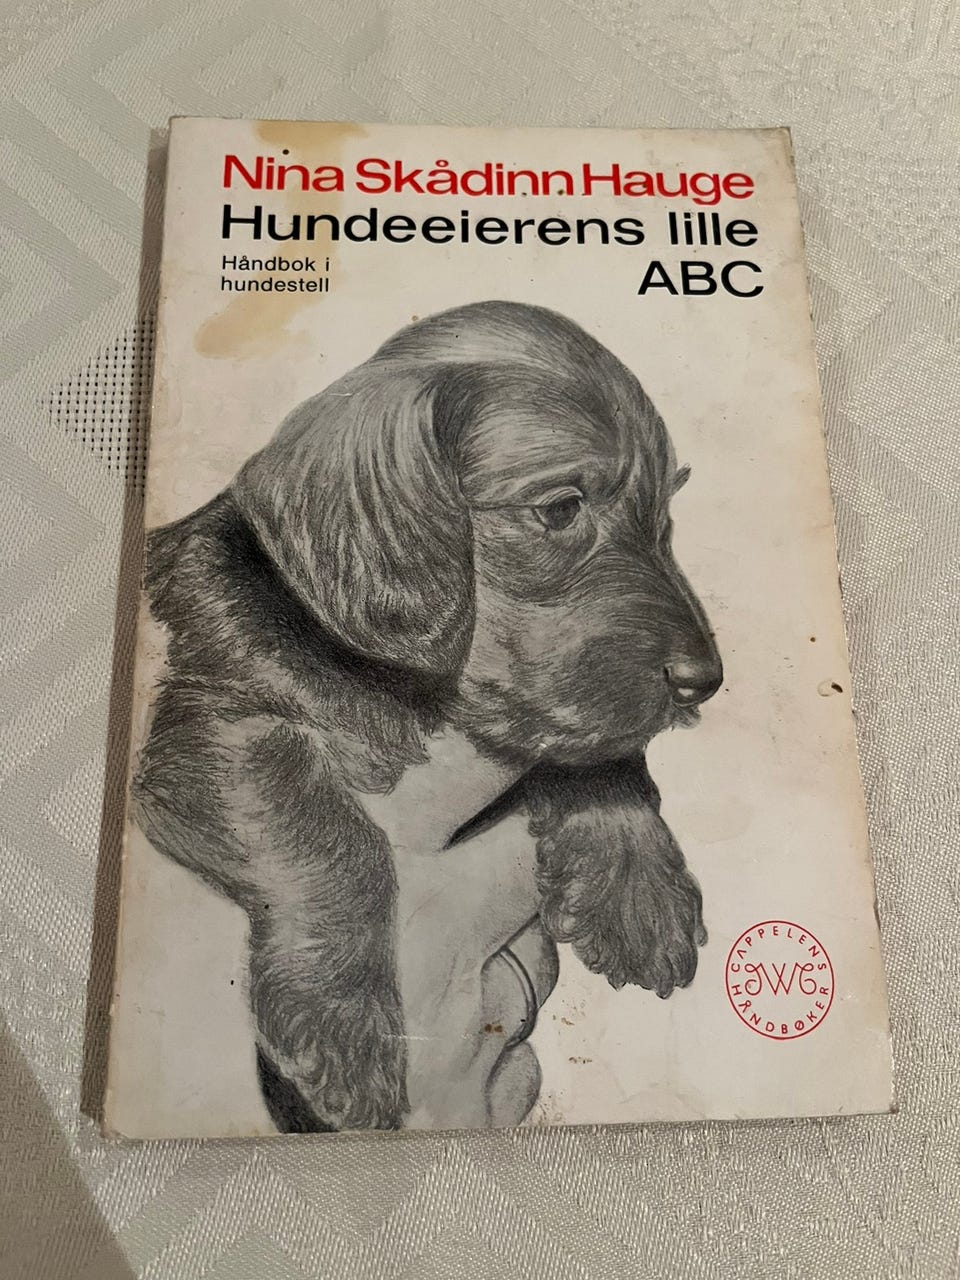 Nina Skådinn Hauge
Hundeeierens lille
ABC
Håndbok i
hundestell
CAPPELENS
HÅNDBØKER
JWC